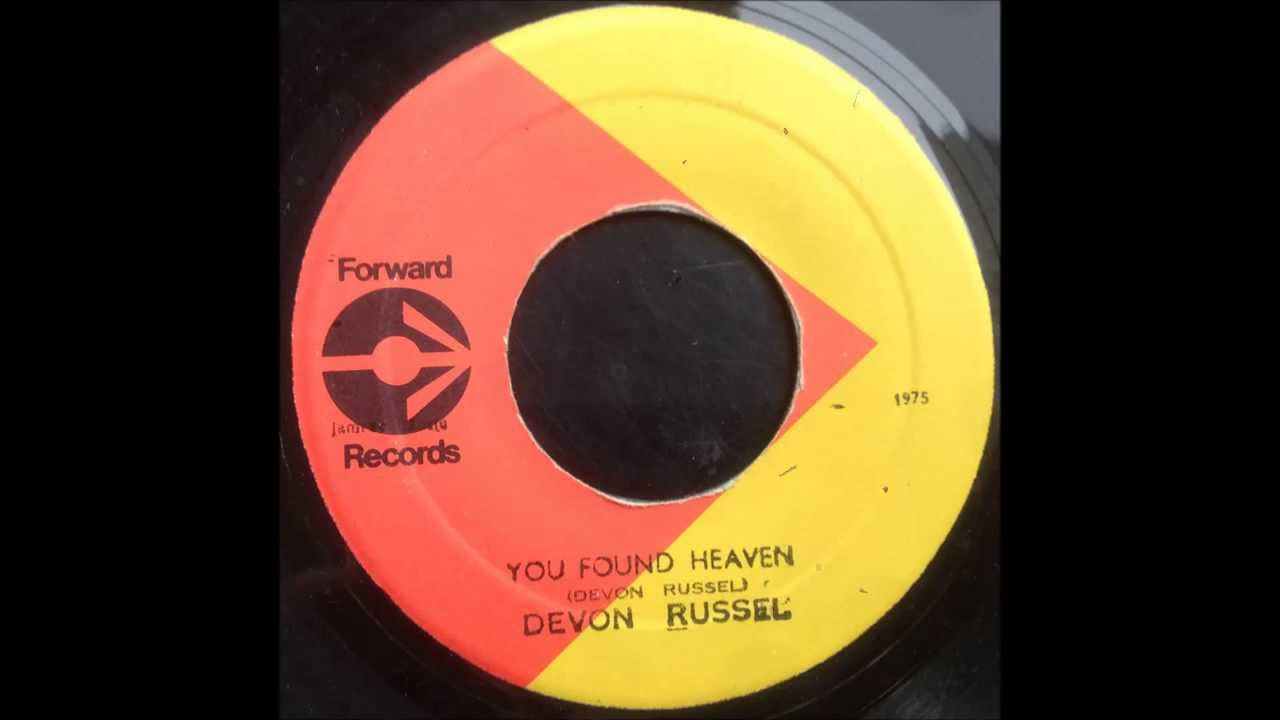 Forward
Records
1975
YOU FOUND HEAVEN
(DEVON RUSSEL)
DEVON RUSSEL